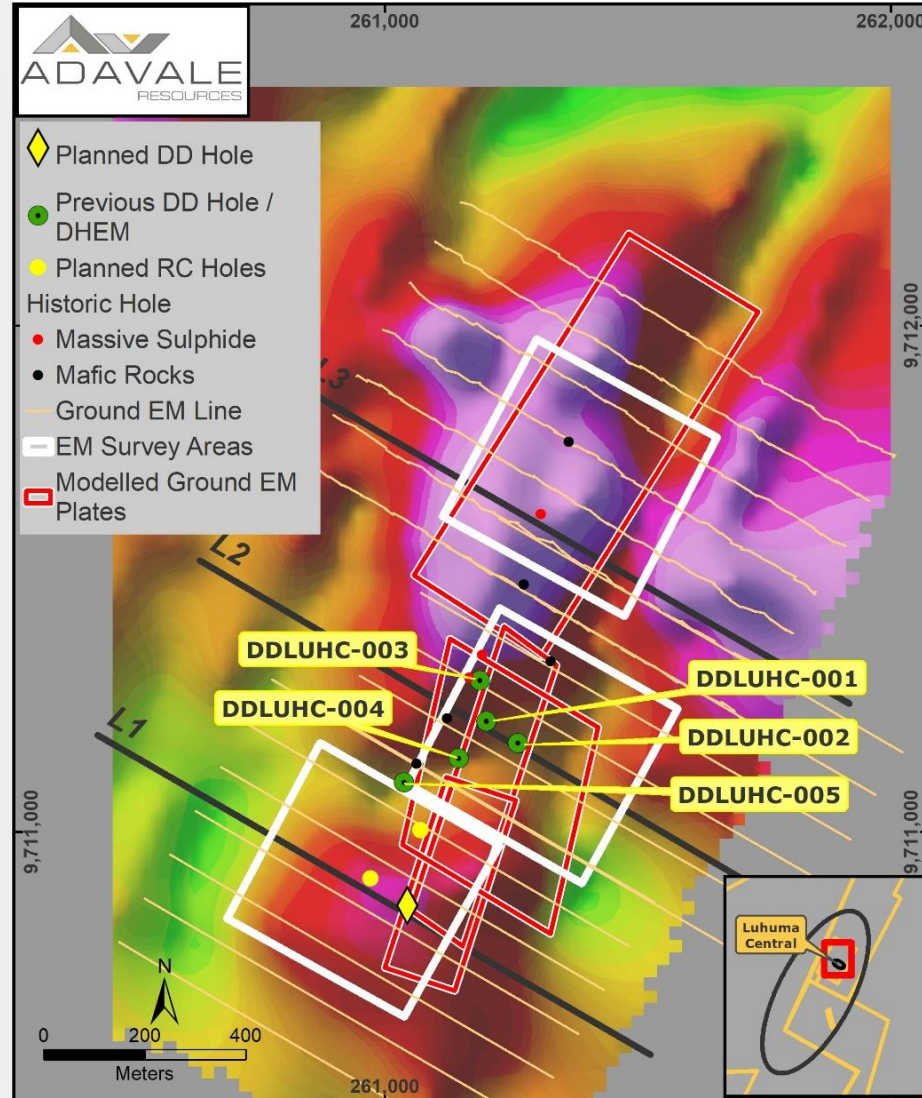 261,000
262,000
ADAVALE
RESOURCES
Planned DD Hole
Previous DD Hole /
DHEM
Planned RC Holes
Historic Hole
Massive Sulphide
Mafic Rocks
Ground EM Line
EM Survey Areas
Modelled Ground EM
Plates
9,712,000
L3
L2
DDLUHC-003
DDLUHC-001
DDLUHC-004
DDLUHC-002
L1
DDLUHC-005
9,711,000
9,711,000
Luhuma
Central
N
0 200 400
Meters
261,000